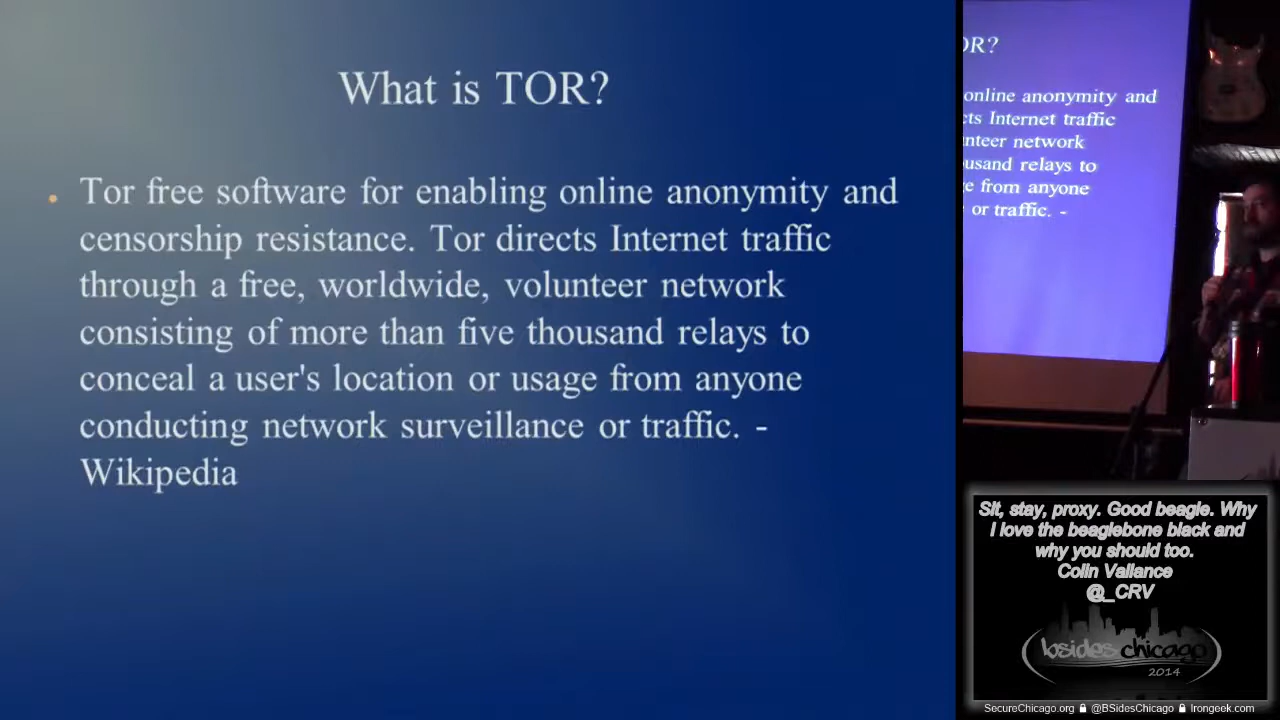 What is TOR?
Tor free software for enabling online anonymity and
censorship resistance. Tor directs Internet traffic
through a free, worldwide, volunteer network
consisting of more than five thousand relays to
conceal a user's location or usage from anyone
conducting network surveillance or traffic. -
Wikipedia
OR?
online anonymity and
cts Internet traffic
nteer network
usand relays to
e from anyone
or traffic. -
Sit, stay, proxy. Good beagle. Why
I love the beaglebone black and
why you should too.
Colin Vallance
@_CRV
bsides chicago
2014
SecureChicago.org @BSidesChicago Irongeek.com